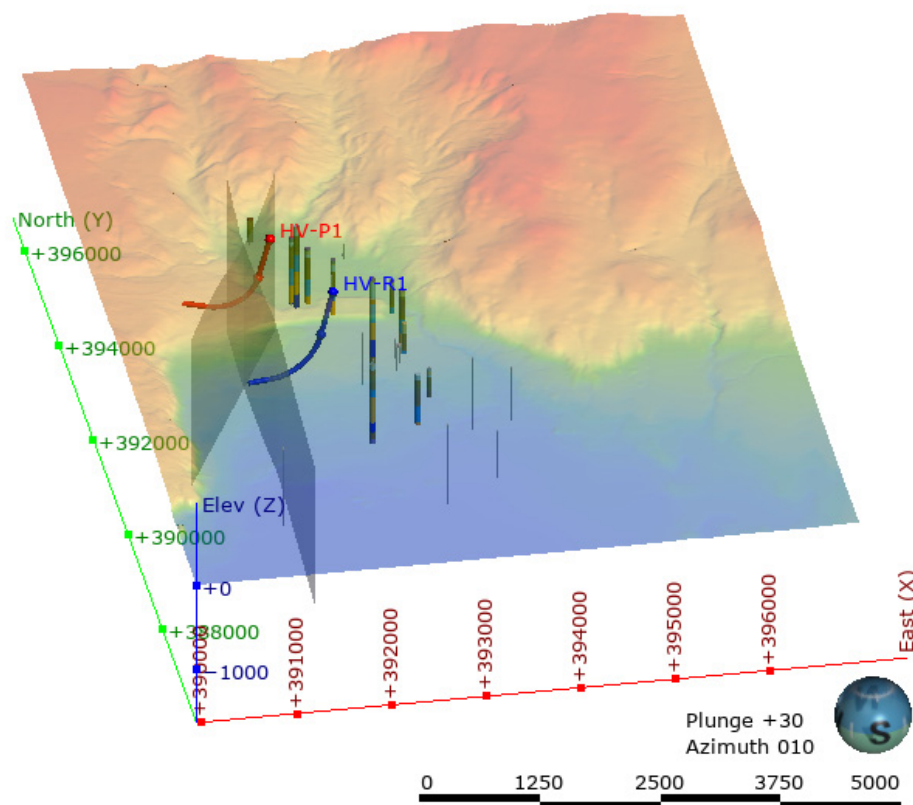 HV-P1
North (Y)
+396000
HV-R1
+394000
+392000
Elev (Z)
+390000
+0
+388000
-1000
+390000
+391000
+392000
+393000
+394000
+395000
+396000
East (X)
Plunge +30
Azimuth 010
S
0 1250 2500 3750 5000